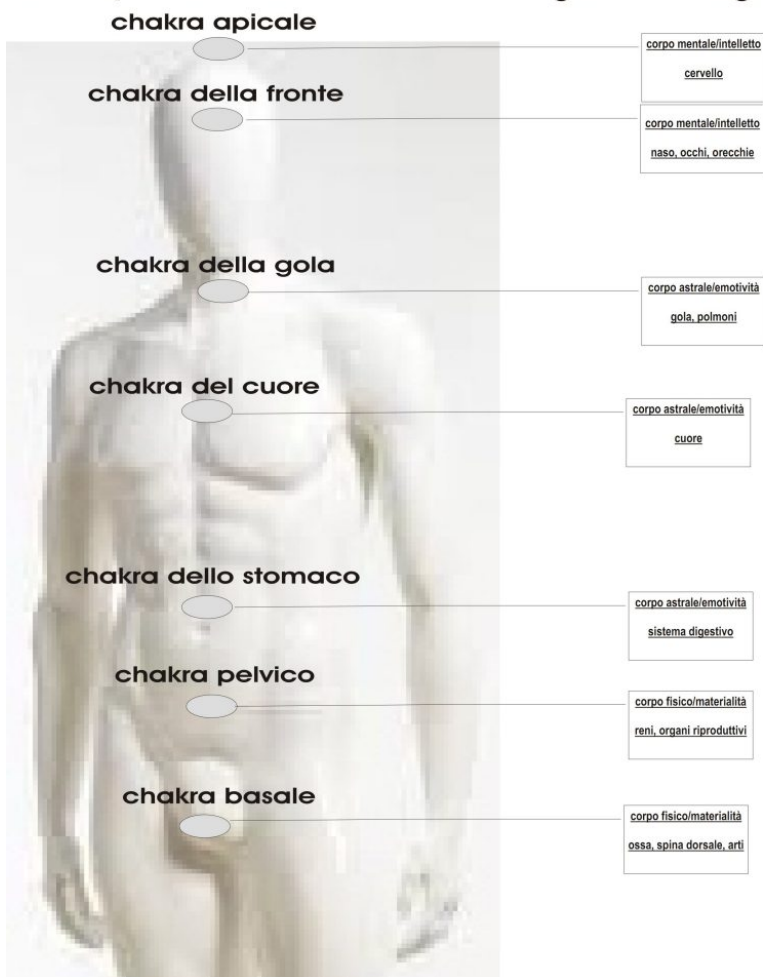 chakra apicale
corpo mentale/intelletto
cervello
chakra della fronte
corpo mentale/intelletto
naso, occhi, orecchie
chakra della gola
corpo astrale/emotività
gola, polmoni
chakra del cuore
corpo astrale/emotività
cuore
chakra dello stomaco
corpo astrale/emotività
sistema digestivo
chakra pelvico
corpo fisico/materialità
reni, organi riproduttivi
chakra basale
corpo fisico/materialità
ossa, spina dorsale, arti